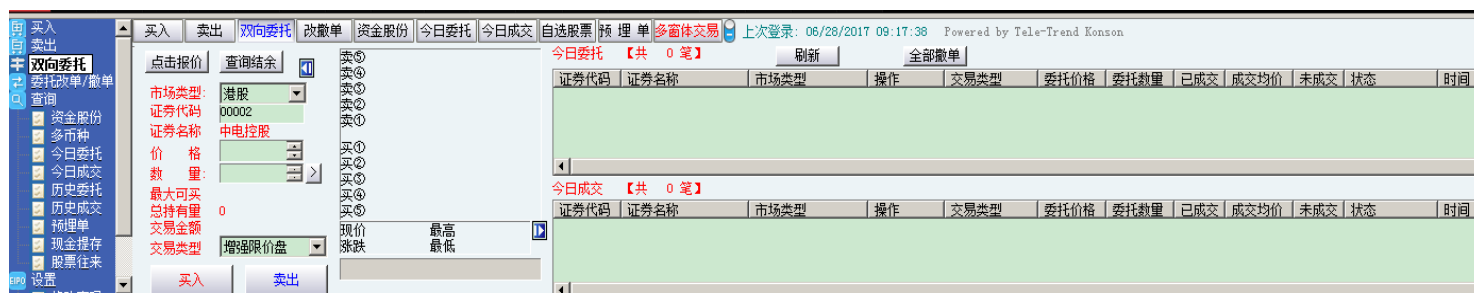 买入 卖出 双向委托 改撤单 资金股份 今日委托 今日成交 自选股票 预 埋 单 多窗体交易 上次登录: 06/28/2017 09:17:38 Powered by Tele-Trend Konson
买入
卖出
双向委托
委托改单/撤单
查询
资金股份
多币种
今日委托
今日成交
历史委托
历史成交
预埋单
现金提存
股票往来
EIPO 设置
点击报价 查询结余
市场类型: 港股
证券代码 00002
证券名称 中电控股
价 格
数 量: >
最大可买
总持有量 0
交易金额
交易类型 增强限价盘
买入 卖出
卖⑤
卖④
卖③
卖②
卖①
买①
买②
买③
买④
买⑤
现价 最高
涨跌 最低
今日委托 【共 0 笔】 刷新 全部撤单
证券代码 证券名称 市场类型 操作 交易类型 委托价格 委托数量 已成交 成交均价 未成交 状态 时间
今日成交 【共 0 笔】
证券代码 证券名称 市场类型 操作 交易类型 委托价格 委托数量 已成交 成交均价 未成交 状态 时间